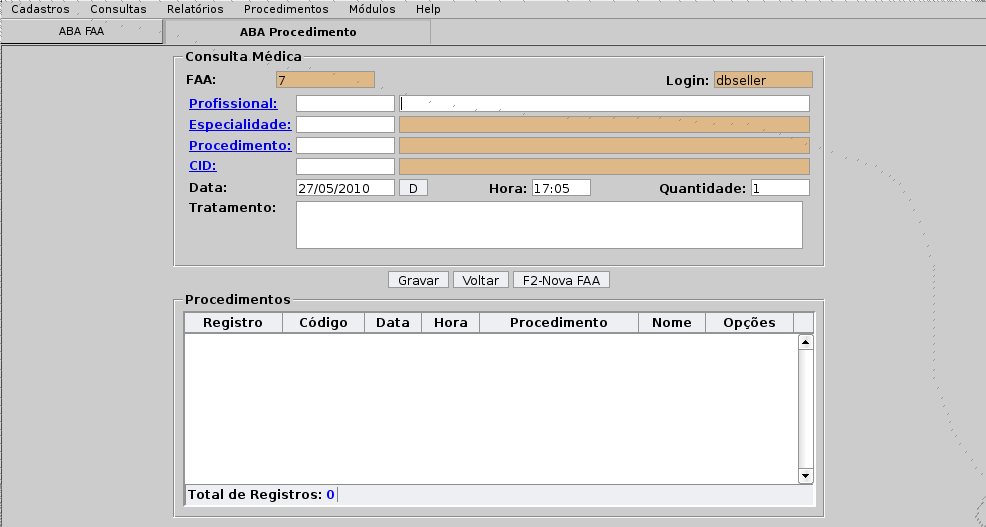 Cadastros Consultas Relatórios Procedimentos Módulos Help
ABA FAA ABA Procedimento
Consulta Médica
FAA: 7 Login: dbseller
Profissional:
Especialidade:
Procedimento:
CID:
Data: 27/05/2010 D Hora: 17:05 Quantidade: 1
Tratamento:
Gravar Voltar F2-Nova FAA
Procedimentos
Registro Código Data Hora Procedimento Nome Opções
Total de Registros: 0